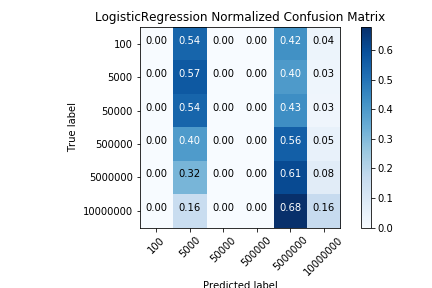 LogisticRegression Normalized Confusion Matrix
100 0.00 0.54 0.00 0.00 0.42 0.04
5000 0.00 0.57 0.00 0.00 0.40 0.03
50000 0.00 0.54 0.00 0.00 0.43 0.03
500000 0.00 0.40 0.00 0.00 0.56 0.05
5000000 0.00 0.32 0.00 0.00 0.61 0.08
10000000 0.00 0.16 0.00 0.00 0.68 0.16
True label
100 5000 50000 500000 5000000 10000000
Predicted label
0.6
0.5
0.4
0.3
0.2
0.1
0.0